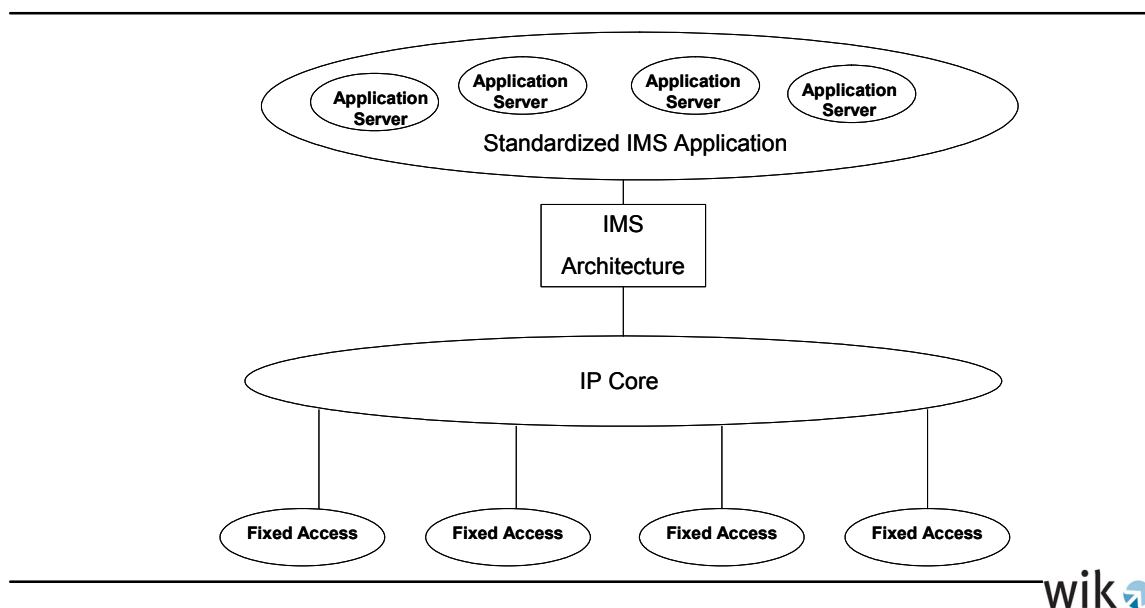 Application
Server
Application
Server
Application
Server
Application
Server
Standardized IMS Application
IMS
Architecture
IP Core
Fixed Access
Fixed Access
Fixed Access
Fixed Access
wik